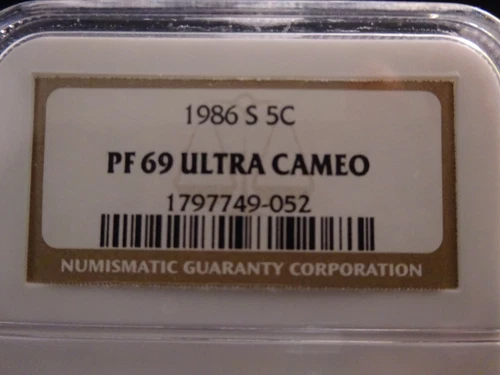 1986 S 5C
PF 69 ULTRA CAMEO
1797749-052
NUMISMATIC GUARANTY CORPORATION